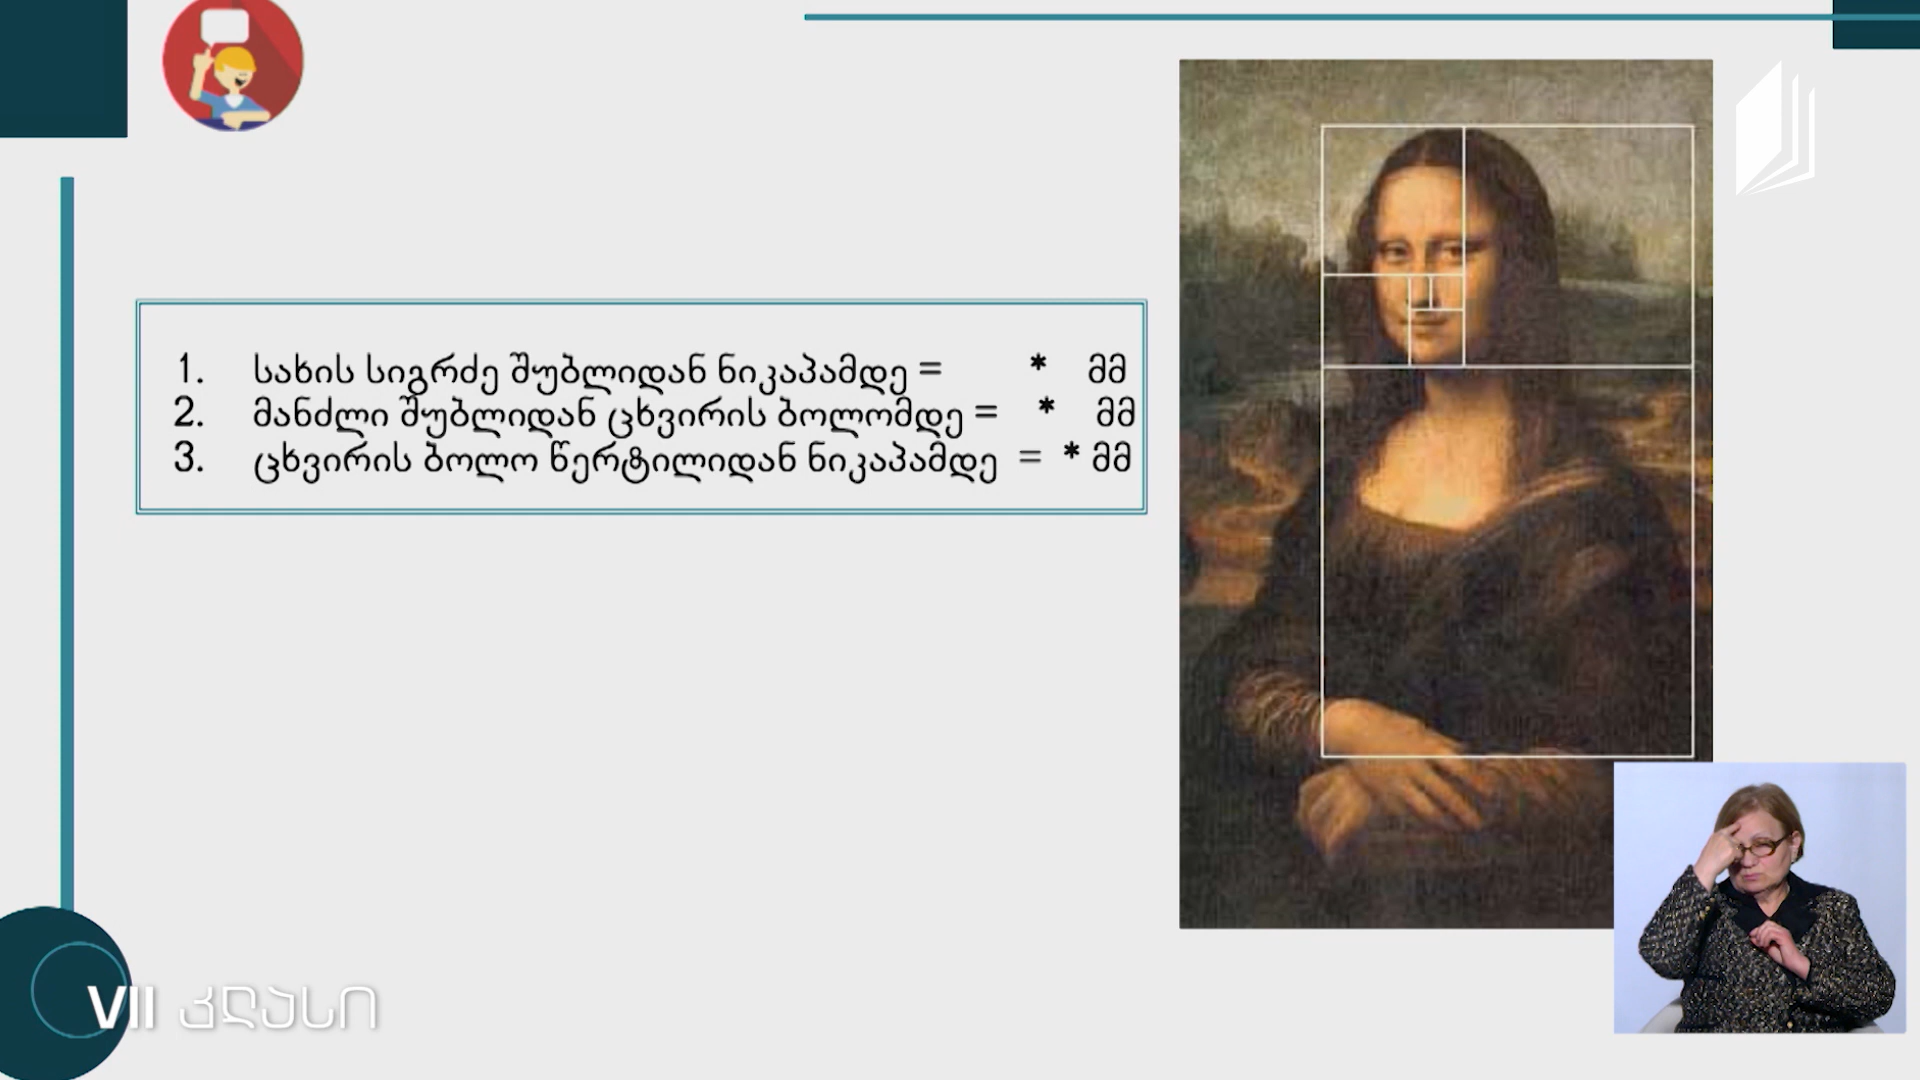 1. სახის სიგრძე შუბლიდან ნიკაპამდე = * მმ
2. მანძლი შუბლიდან ცხვირის ბოლომდე = * მმ
3. ცხვირის ბოლო წერტილიდან ნიკაპამდე = * მმ
VII კლასი